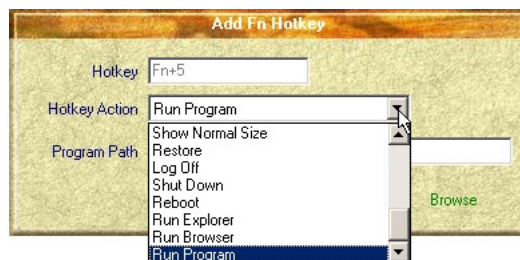 Add Fn Hotkey
Hotkey Fn+5
Hotkey Action Run Program
Show Normal Size
Program Path Restore
Log Off
Shut Down
Reboot Browse
Run Explorer
Run Browser
Run Program